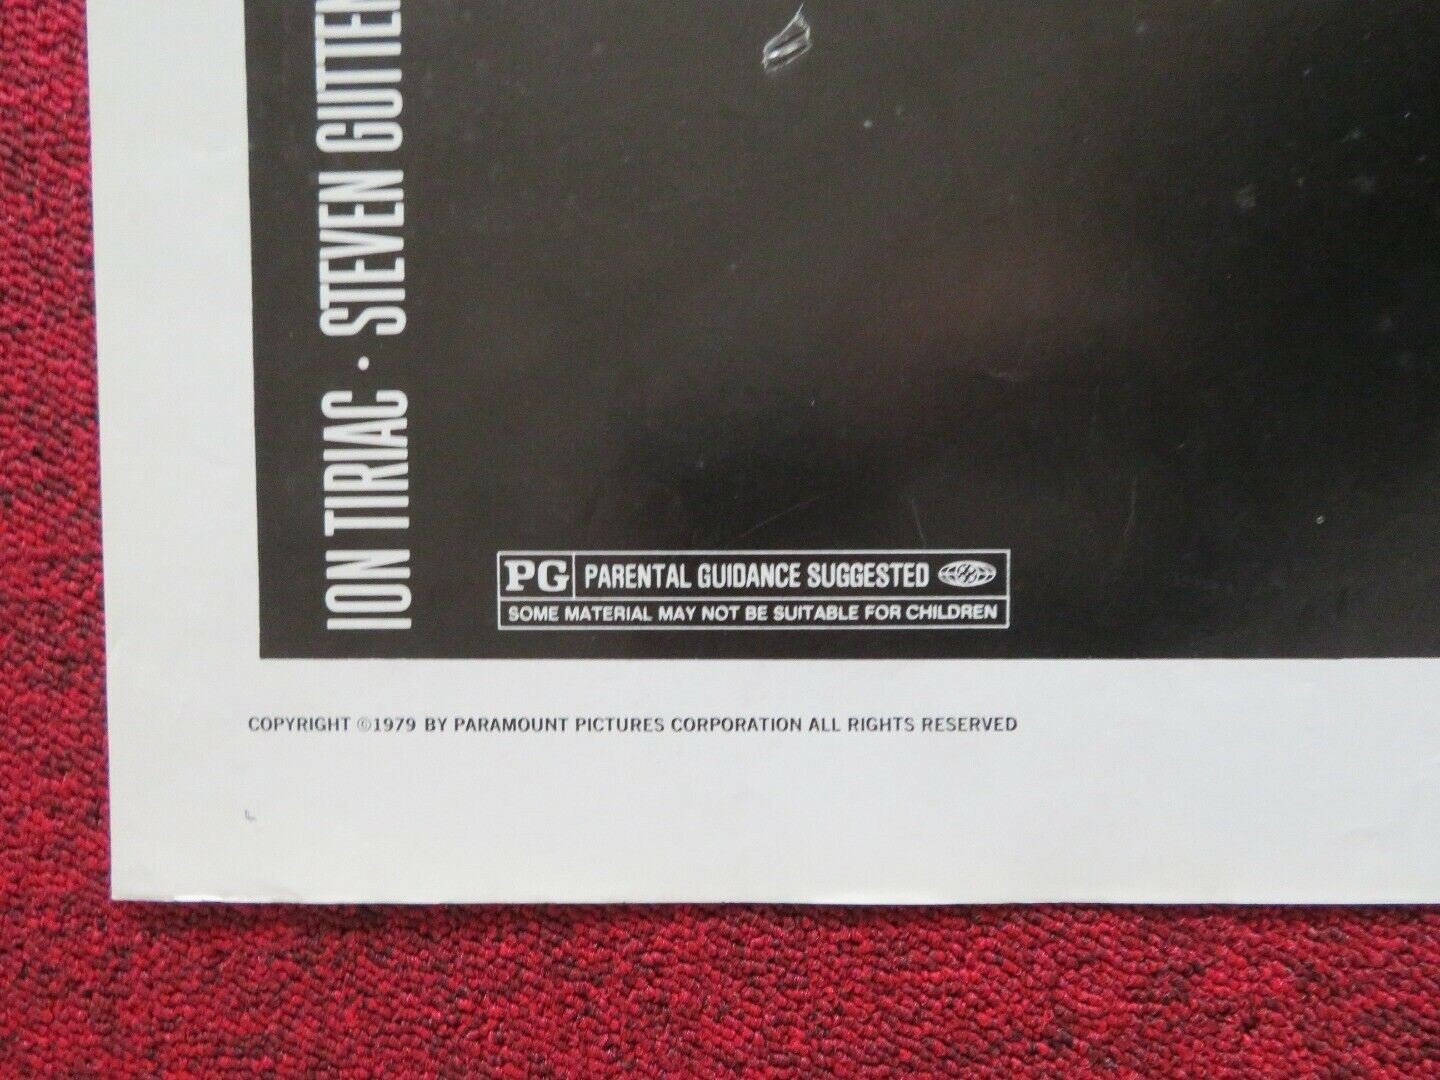 ION TIRIAC · STEVEN GUTTEN
PG PARENTAL GUIDANCE SUGGESTED
SOME MATERIAL MAY NOT BE SUITABLE FOR CHILDREN
COPYRIGHT ©1979 BY PARAMOUNT PICTURES CORPORATION ALL RIGHTS RESERVED